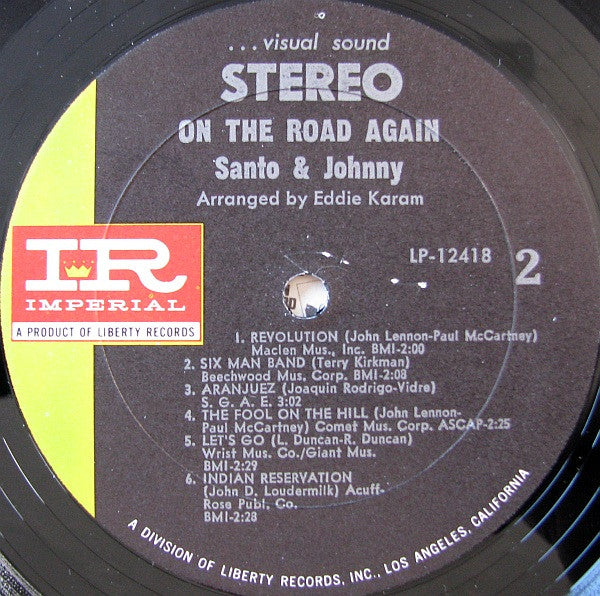 ...visual sound
STEREO
ON THE ROAD AGAIN
Santo & Johnny
Arranged by Eddie Karam
LP-12418 2
IR
IMPERIAL
A PRODUCT OF LIBERTY RECORDS
1. REVOLUTION (John Lennon-Paul McCartney)
Maclen Mus., Inc. BMI-2:00
2. SIX MAN BAND (Terry Kirkman)
Beechwood Mus. Corp. BMI-2:08
3. ARANJUEZ (Joaquin Rodrigo-Vidre)
S. G. A. E. 3:02
4. THE FOOL ON THE HILL (John Lennon-
Paul McCartney) Comet Mus. Corp. ASCAP-2:25
5. LET'S GO (L. Duncan-R. Duncan)
Wrist Mus. Co./Giant Mus.
BMI-2:29
6. INDIAN RESERVATION
(John D. Loudermilk) Acuff-
Rose Publ. Co.
BMI-2:28
A DIVISION OF LIBERTY RECORDS, INC., LOS ANGELES, CALIFORNIA